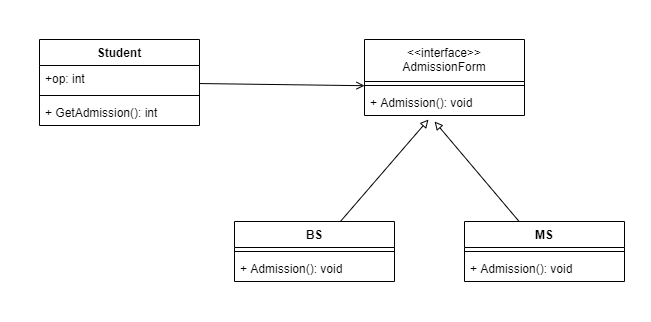 Student
+op: int
+ GetAdmission(): int
<<interface>>
AdmissionForm
+ Admission(): void
BS
+ Admission(): void
MS
+ Admission(): void